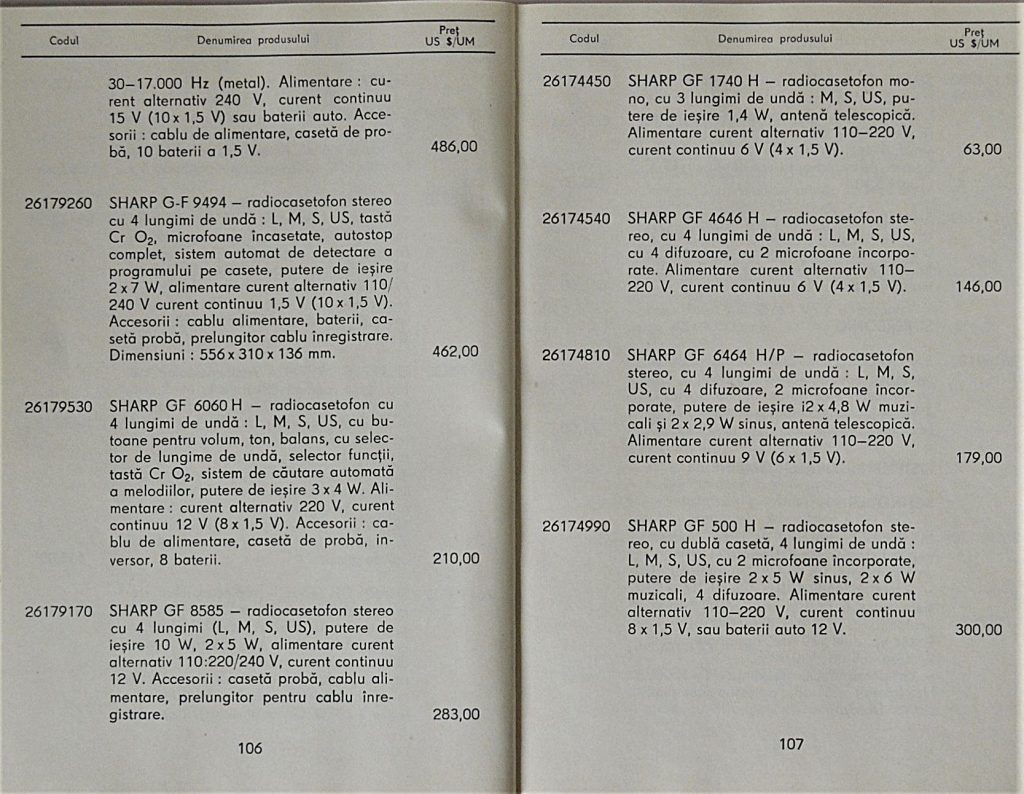 Codul Denumirea produsului Preț
US $/UM
30–17.000 Hz (metal). Alimentare : cu-
rent alternativ 240 V, curent continuu
15 V (10 x 1,5 V) sau baterii auto. Acce-
sorii : cablu de alimentare, casetă de pro-
bă, 10 baterii a 1,5 V. 486,00
26179260 SHARP G-F 9494 – radiocasetofon stereo
cu 4 lungimi de undă : L, M, S, US, tastă
Cr O₂, microfoane încasetate, autostop
complet, sistem automat de detectare a
programului pe casete, putere de ieșire
2 x 7 W, alimentare curent alternativ 110/
240 V curent continuu 1,5 V (10 x 1,5 V).
Accesorii : cablu alimentare, baterii, ca-
setă probă, prelungitor cablu înregistrare.
Dimensiuni : 556 x 310 x 136 mm. 462,00
26179530 SHARP GF 6060 H – radiocasetofon cu
4 lungimi de undă : L, M, S, US, cu bu-
toane pentru volum, ton, balans, cu selec-
tor de lungime de undă, selector funcții,
tastă Cr O₂, sistem de căutare automată
a melodiilor, putere de ieșire 3 x 4 W. Ali-
mentare : curent alternativ 220 V, curent
continuu 12 V (8 x 1,5 V). Accesorii : ca-
blu de alimentare, casetă de probă, in-
versor, 8 baterii. 210,00
26179170 SHARP GF 8585 – radiocasetofon stereo
cu 4 lungimi (L, M, S, US), putere de
ieșire 10 W, 2 x 5 W, alimentare curent
alternativ 110:220/240 V, curent continuu
12 V. Accesorii : casetă probă, cablu ali-
mentare, prelungitor pentru cablu înre-
gistrare. 283,00
106
Codul Denumirea produsului Preț
US $/UM
26174450 SHARP GF 1740 H – radiocasetofon mo-
no, cu 3 lungimi de undă : M, S, US, pu-
tere de ieșire 1,4 W, antenă telescopică.
Alimentare curent alternativ 110–220 V,
curent continuu 6 V (4 x 1,5 V). 63,00
26174540 SHARP GF 4646 H – radiocasetofon ste-
reo, cu 4 lungimi de undă : L, M, S, US,
cu 4 difuzoare, cu 2 microfoane încorpo-
rate. Alimentare curent alternativ 110–
220 V, curent continuu 6 V (4 x 1,5 V). 146,00
26174810 SHARP GF 6464 H/P – radiocasetofon
stereo, cu 4 lungimi de undă : L, M, S,
US, cu 4 difuzoare, 2 microfoane încor-
porate, putere de ieșire i2 x 4,8 W muzi-
cali și 2 x 2,9 W sinus, antenă telescopică.
Alimentare curent alternativ 110–220 V,
curent continuu 9 V (6 x 1,5 V). 179,00
26174990 SHARP GF 500 H – radiocasetofon ste-
reo, cu dublă casetă, 4 lungimi de undă :
L, M, S, US, cu 2 microfoane încorporate,
putere de ieșire 2 x 5 W sinus, 2 x 6 W
muzicali, 4 difuzoare. Alimentare curent
alternativ 110–220 V, curent continuu
8 x 1,5 V, sau baterii auto 12 V. 300,00
107